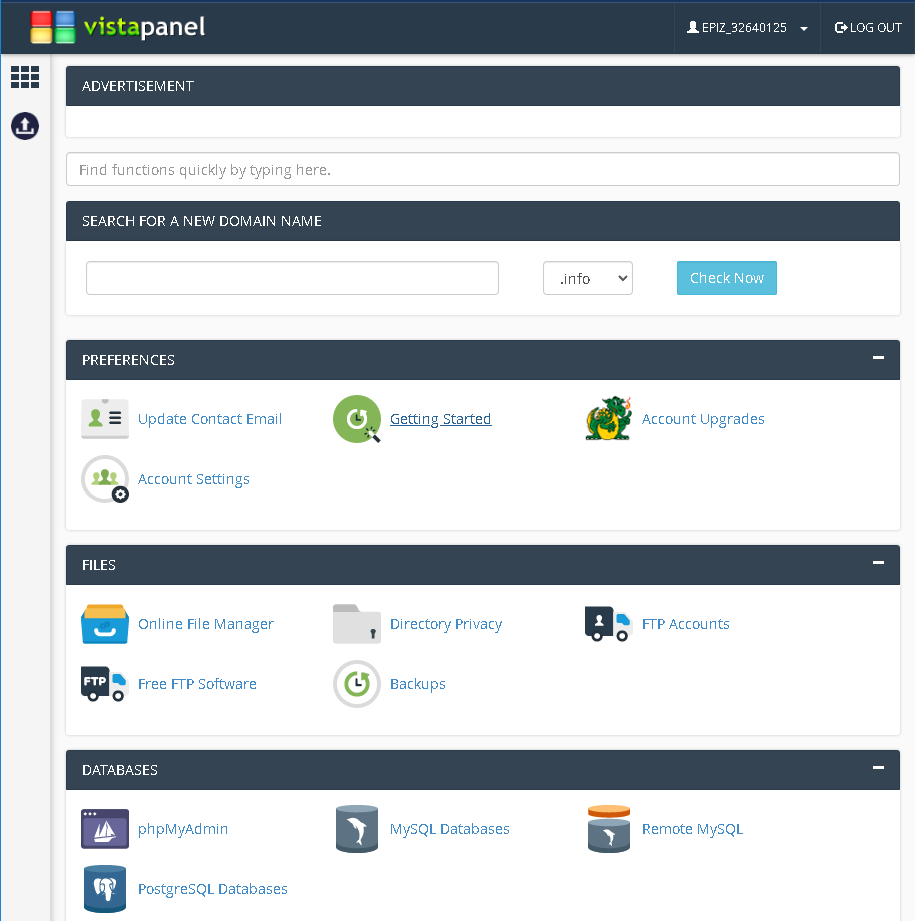 vistapanel
EPIZ_32640125
LOG OUT
ADVERTISEMENT
Find functions quickly by typing here.
SEARCH FOR A NEW DOMAIN NAME
.info
Check Now
PREFERENCES
Update Contact Email
Getting Started
Account Upgrades
Account Settings
FILES
Online File Manager
Directory Privacy
FTP Accounts
FTP
Free FTP Software
Backups
DATABASES
phpMyAdmin
MySQL Databases
Remote MySQL
PostgreSQL Databases